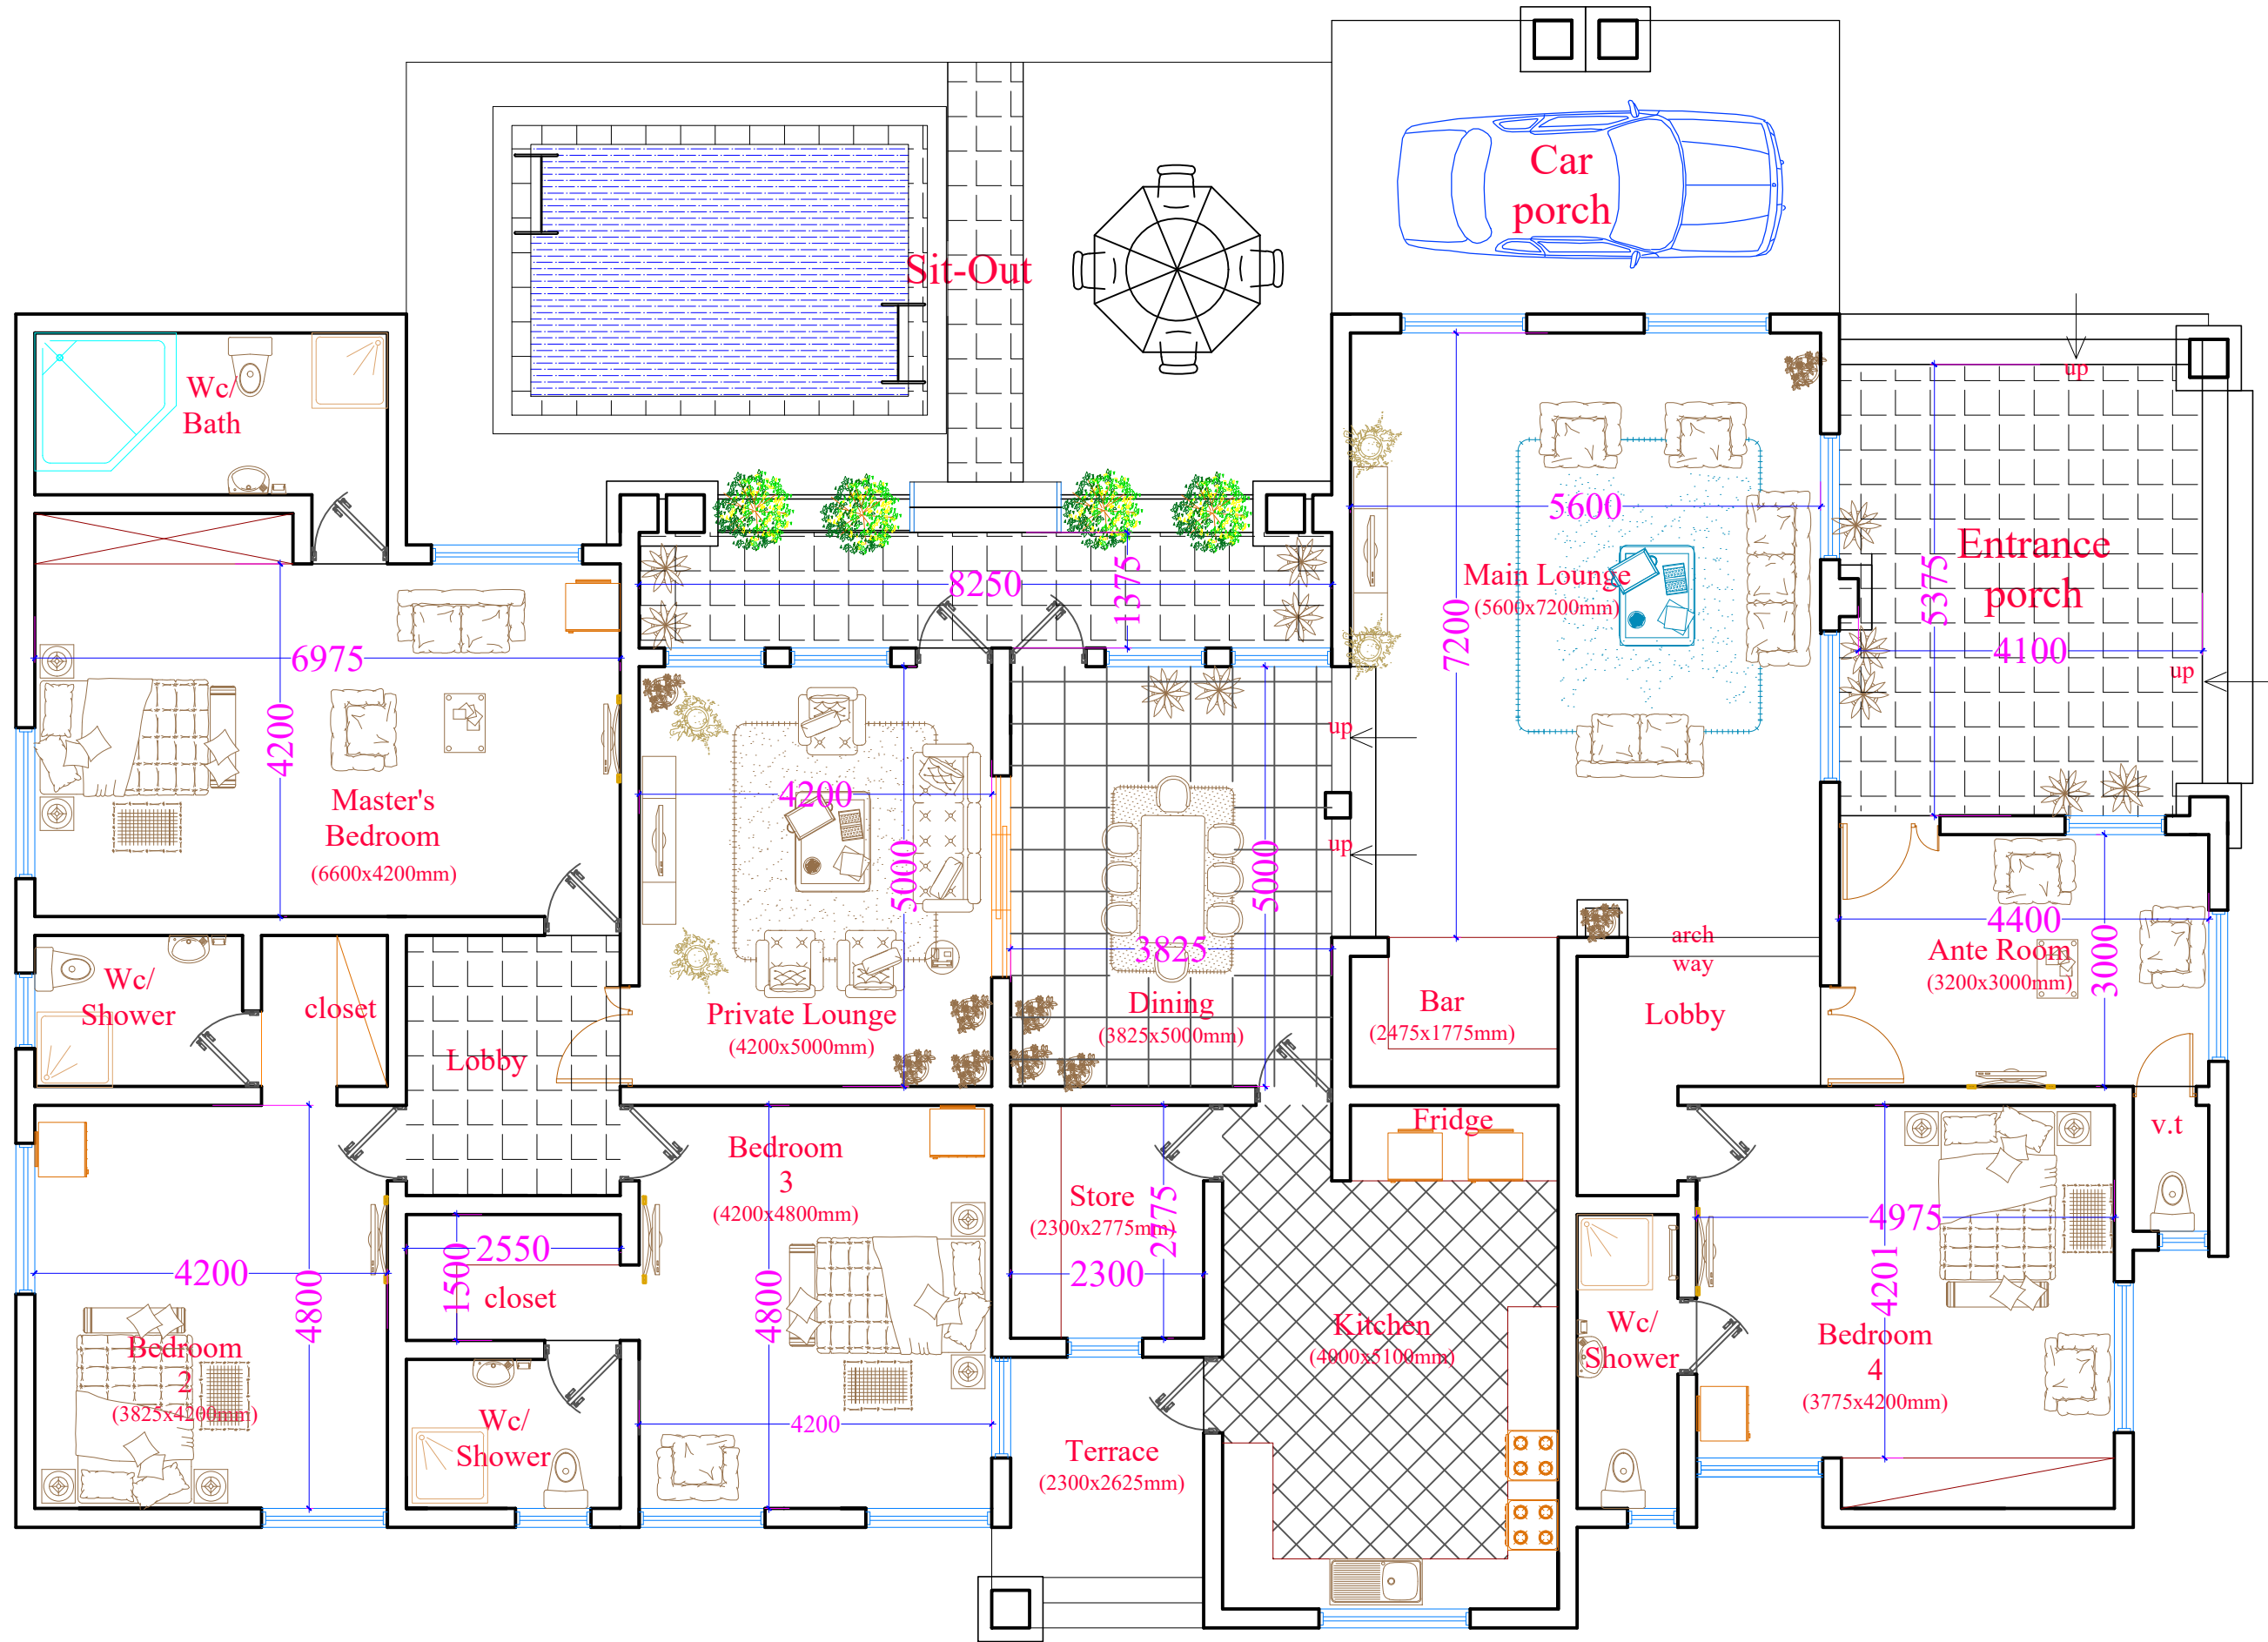 Car
porch
Sit-Out
Wc/
Bath
up
5600
Entrance
porch
8250
1375
Main Lounge
(5600x7200mm)
7200
5375
4100
up
6975
4200
Master's
Bedroom
(6600x4200mm)
4200
5000
up
up
5000
3825
4400
Ante Room
(3200x3000mm)
3000
arch
way
Wc/
Shower
closet
Lobby
Private Lounge
(4200x5000mm)
Dining
(3825x5000mm)
Bar
(2475x1775mm)
Lobby
Fridge
v.t
Bedroom
3
(4200x4800mm)
Store
(2300x2775mm)
2775
2300
4975
4201
4200
4800
2550
1500
closet
4800
Bedroom
2
(3825x4200mm)
Kitchen
(4000x5100mm)
Wc/
Shower
Bedroom
4
(3775x4200mm)
Wc/
Shower
4200
Terrace
(2300x2625mm)